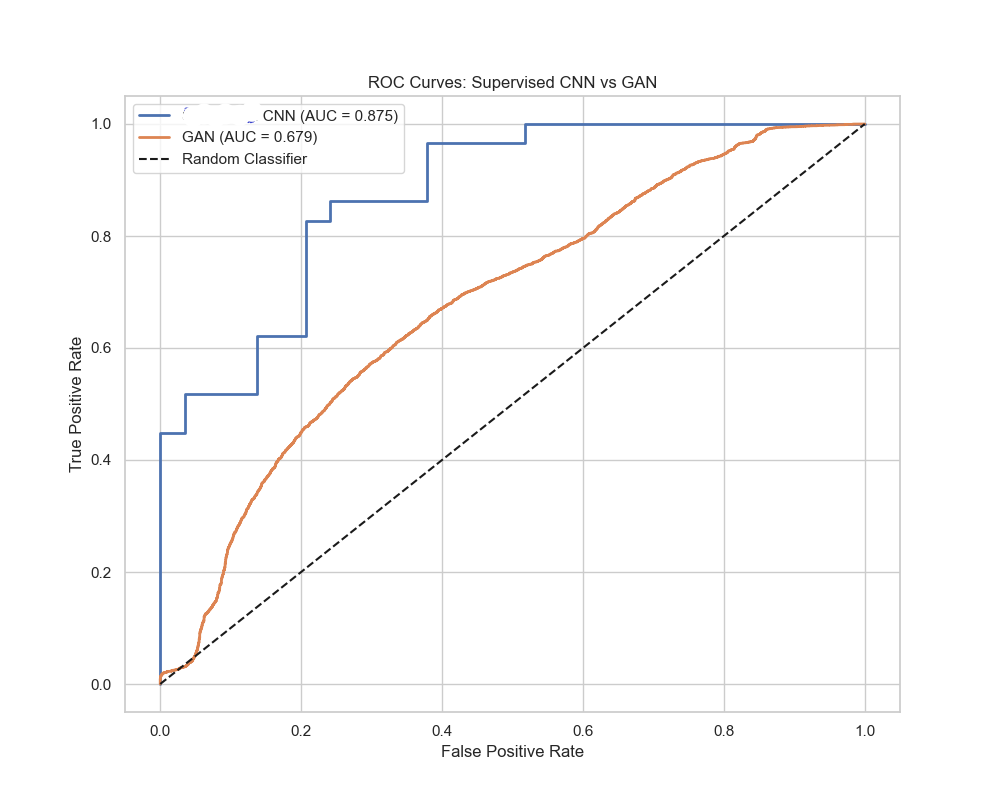 ROC Curves: Supervised CNN vs GAN
CNN (AUC = 0.875)
GAN (AUC = 0.679)
Random Classifier
1.0
0.8
0.6
0.4
0.2
0.0
True Positive Rate
0.0 0.2 0.4 0.6 0.8 1.0
False Positive Rate